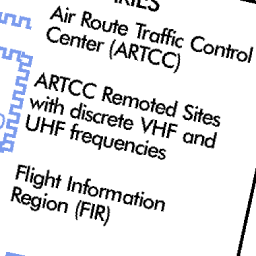 Air Route Traffic Control
Center (ARTCC)
ARTCC Remoted Sites
with discrete VHF and
UHF frequencies
Flight Information
Region (FIR)